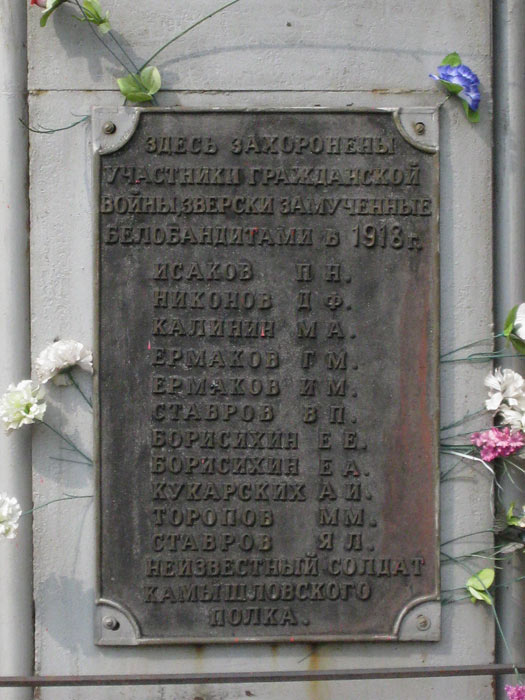 ЗДЕСЬ ЗАХОРОНЕНЫ
УЧАСТНИКИ ГРАЖДАНСКОЙ
ВОЙНЫ ЗВЕРСКИ ЗАМУЧЕННЫЕ
БЕЛОБАНДИТАМИ В 1918 Г.
ИСАКОВ П Н.
НИКОНОВ Д Ф.
КАЛИНИН М А.
ЕРМАКОВ Г М.
ЕРМАКОВ И М.
СТАВРОВ В П.
БОРИСИХИН Е Е.
БОРИСИХИН Е А.
КУКАРСКИХ А И.
ТОРОПОВ М М.
СТАВРОВ Я Л.
НЕИЗВЕСТНЫЙ СОЛДАТ
КАМЫШЛОВСКОГО
ПОЛКА.